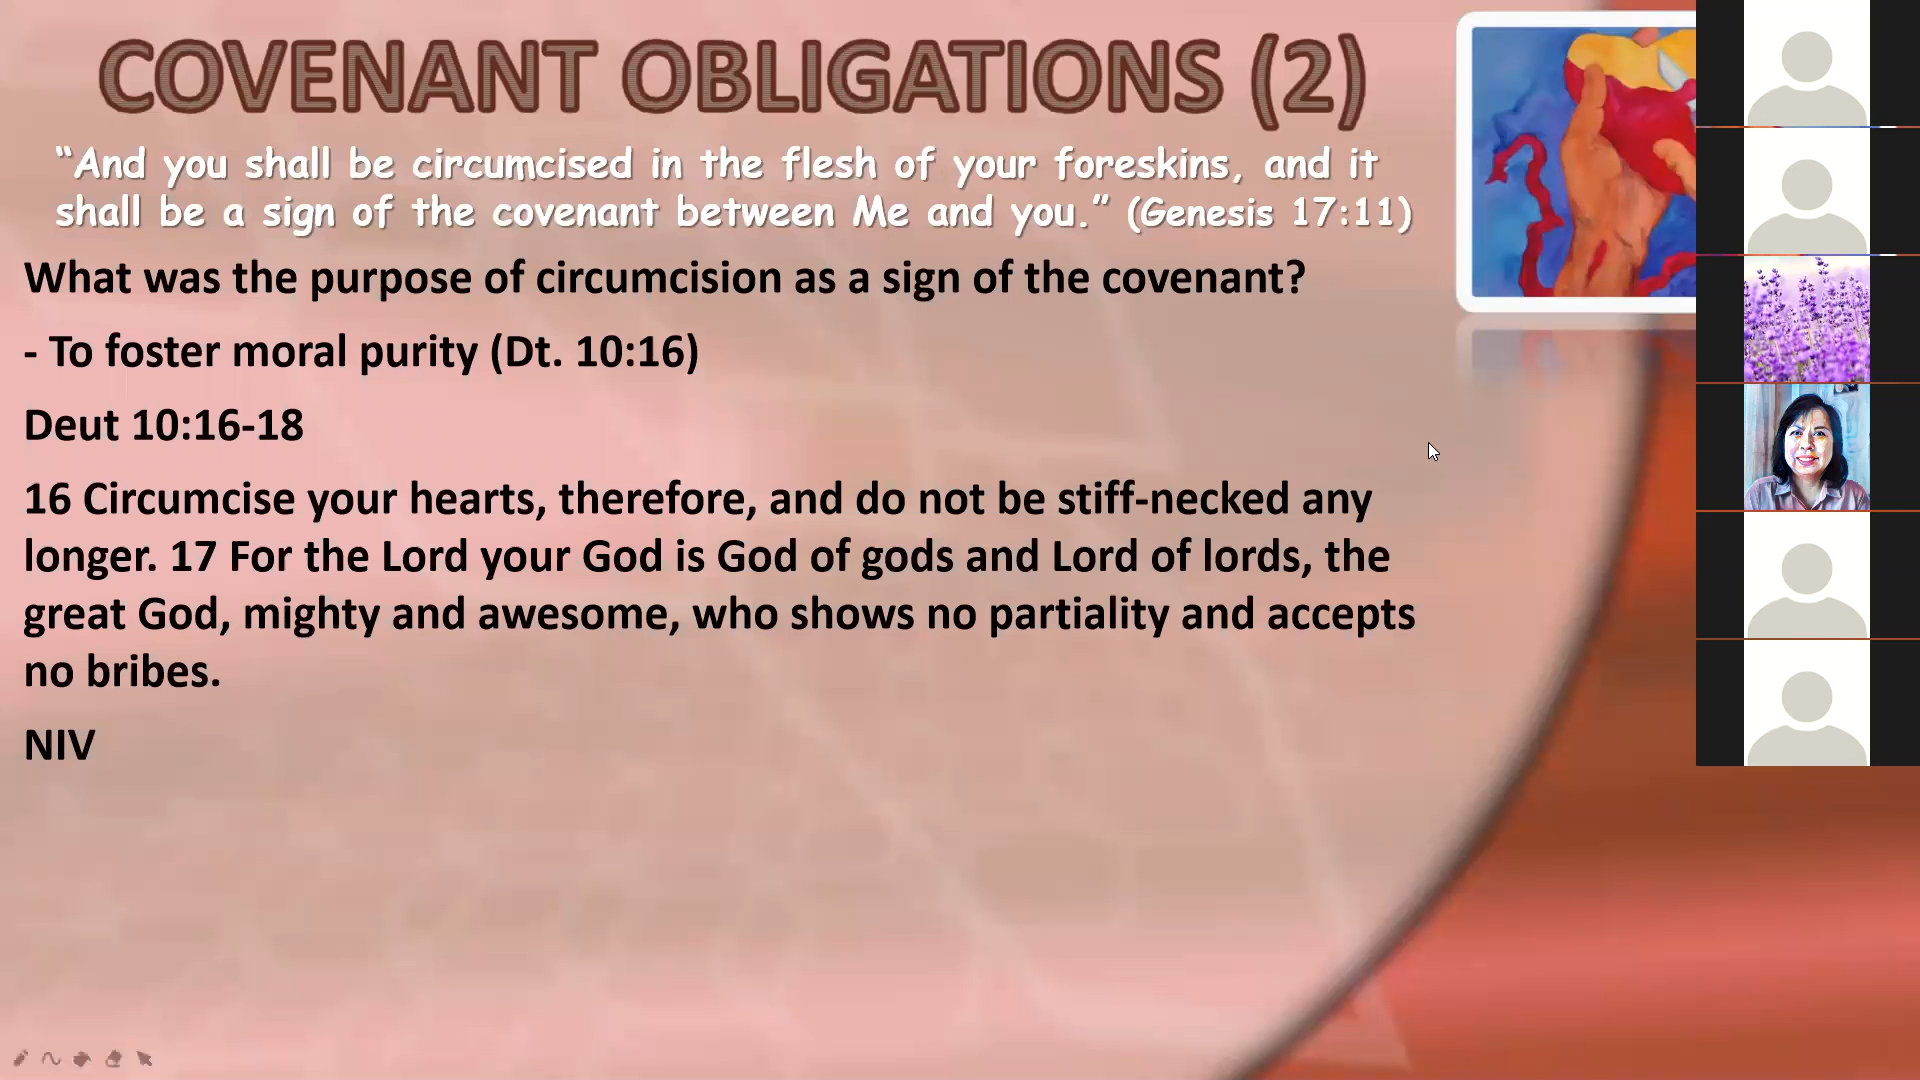 COVENANT OBLIGATIONS (2)
“And you shall be circumcised in the flesh of your foreskins, and it
shall be a sign of the covenant between Me and you.” (Genesis 17:11)
What was the purpose of circumcision as a sign of the covenant?
- To foster moral purity (Dt. 10:16)
Deut 10:16-18
16 Circumcise your hearts, therefore, and do not be stiff-necked any
longer. 17 For the Lord your God is God of gods and Lord of lords, the
great God, mighty and awesome, who shows no partiality and accepts
no bribes.
NIV